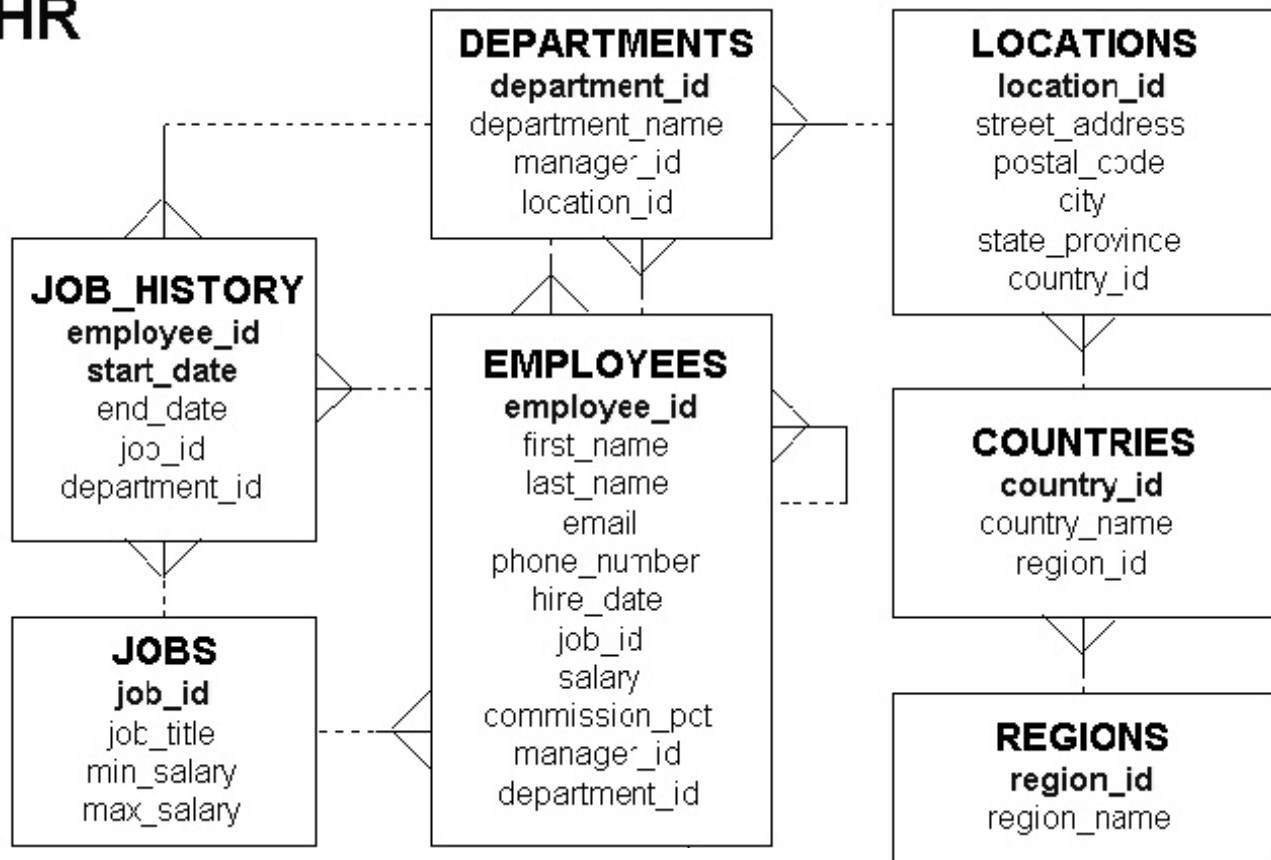 HR
DEPARTMENTS
department_id
department_name
manager_id
location_id
LOCATIONS
location_id
street_address
postal_code
city
state_province
country_id
JOB_HISTORY
employee_id
start_date
end_date
job_id
department_id
EMPLOYEES
employee_id
first_name
last_name
email
phone_number
hire_date
job_id
salary
commission_pct
manager_id
department_id
COUNTRIES
country_id
country_name
region_id
JOBS
job_id
job_title
min_salary
max_salary
REGIONS
region_id
region_name